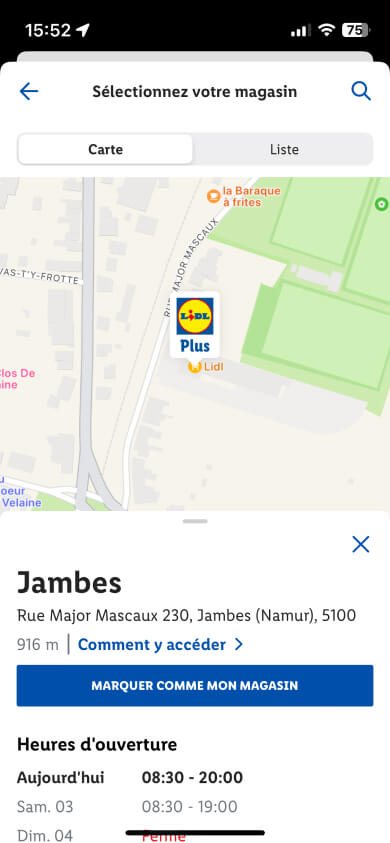 15:52
75
Sélectionnez votre magasin
Carte
Liste
la Baraque
à frites
RUE MAJOR MASCAUX
VAS-T'Y-FROTTE
LIDL
Plus
Lidl
Clos De
aine
oeur
Velaine
Jambes
Rue Major Mascaux 230, Jambes (Namur), 5100
916 m | Comment y accéder >
MARQUER COMME MON MAGASIN
Heures d'ouverture
Aujourd'hui 08:30 - 20:00
Sam. 03 08:30 - 19:00
Dim. 04 Fermé